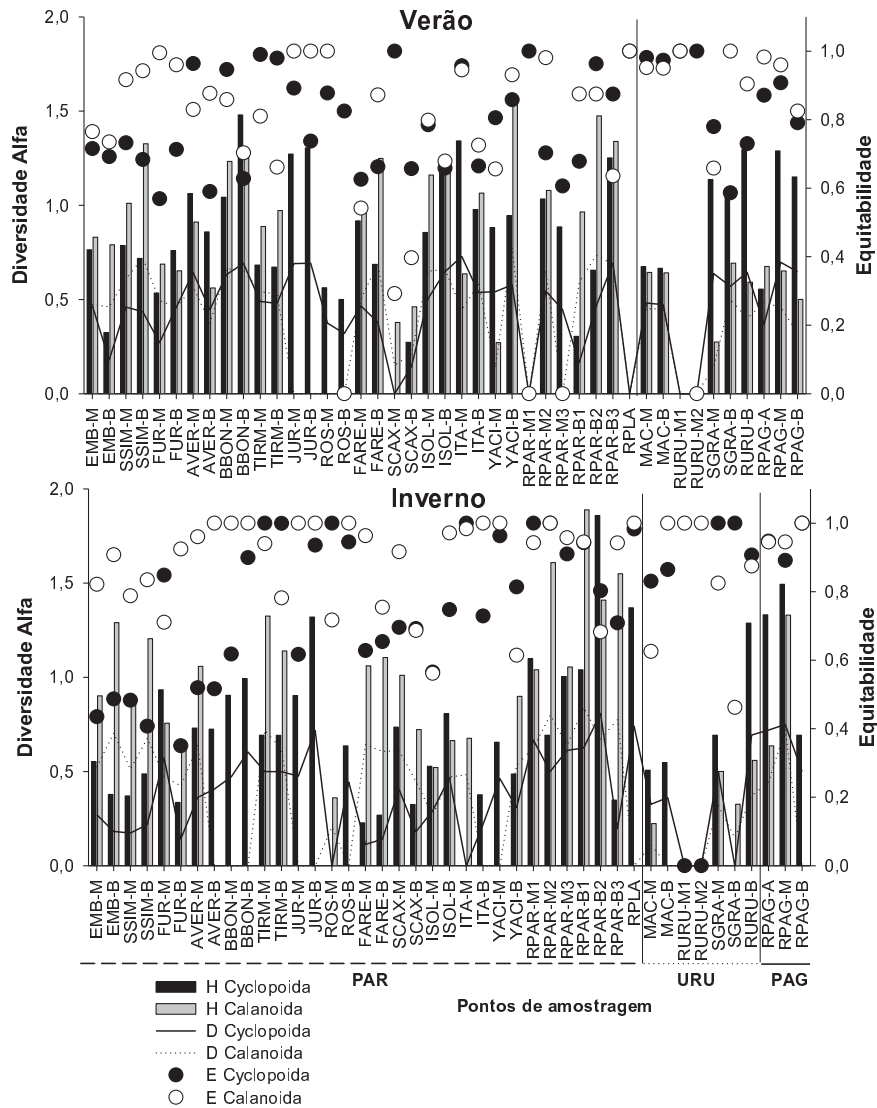 Verão
2,0
1,5
1,0
0,5
0,0
Diversidade Alfa
1,0
0,8
0,6
0,4
0,2
0,0
Equitabilidade
EMB-M
EMB-B
SSIM-M
SSIM-B
FUR-M
FUR-B
AVER-M
AVER-B
BBON-M
BBON-B
TIRM-M
TIRM-B
JUR-M
JUR-B
ROS-M
ROS-B
FARE-M
FARE-B
SCAX-M
SCAX-B
ISOL-M
ISOL-B
ITA-M
ITA-B
YACI-M
YACI-B
RPAR-M1
RPAR-M2
RPAR-M3
RPAR-B1
RPAR-B2
RPAR-B3
RPLA
MAC-M
MAC-B
RURU-M1
RURU-M2
SGRA-M
SGRA-B
RURU-B
RPAG-A
RPAG-M
RPAG-B
Inverno
2,0
1,5
1,0
0,5
0,0
Diversidade Alfa
1,0
0,8
0,6
0,4
0,2
0,0
Equitabilidade
EMB-M
EMB-B
SSIM-M
SSIM-B
FUR-M
FUR-B
AVER-M
AVER-B
BBON-M
BBON-B
TIRM-M
TIRM-B
JUR-M
JUR-B
ROS-M
ROS-B
FARE-M
FARE-B
SCAX-M
SCAX-B
ISOL-M
ISOL-B
ITA-M
ITA-B
YACI-M
YACI-B
RPAR-M1
RPAR-M2
RPAR-M3
RPAR-B1
RPAR-B2
RPAR-B3
RPLA
MAC-M
MAC-B
RURU-M1
RURU-M2
SGRA-M
SGRA-B
RURU-B
RPAG-A
RPAG-M
RPAG-B
PAR URU PAG
Pontos de amostragem
H Cyclopoida
H Calanoida
D Cyclopoida
D Calanoida
E Cyclopoida
E Calanoida